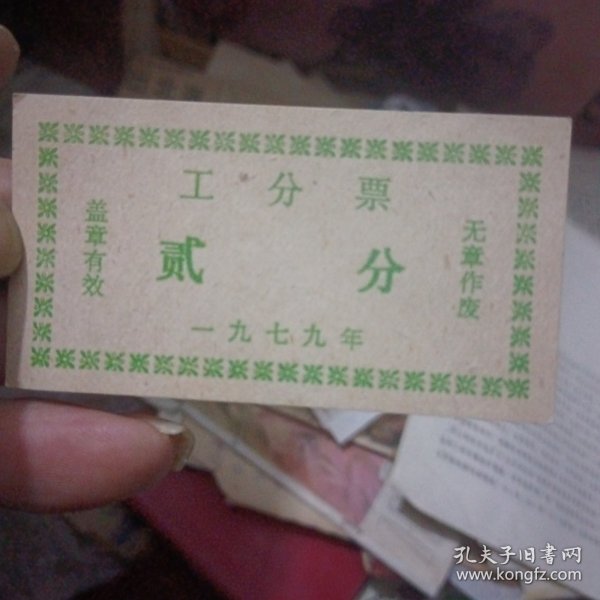 工分票
盖章有效
贰分
无章作废
一九七九年
孔夫子旧书网
www.kongfz.com